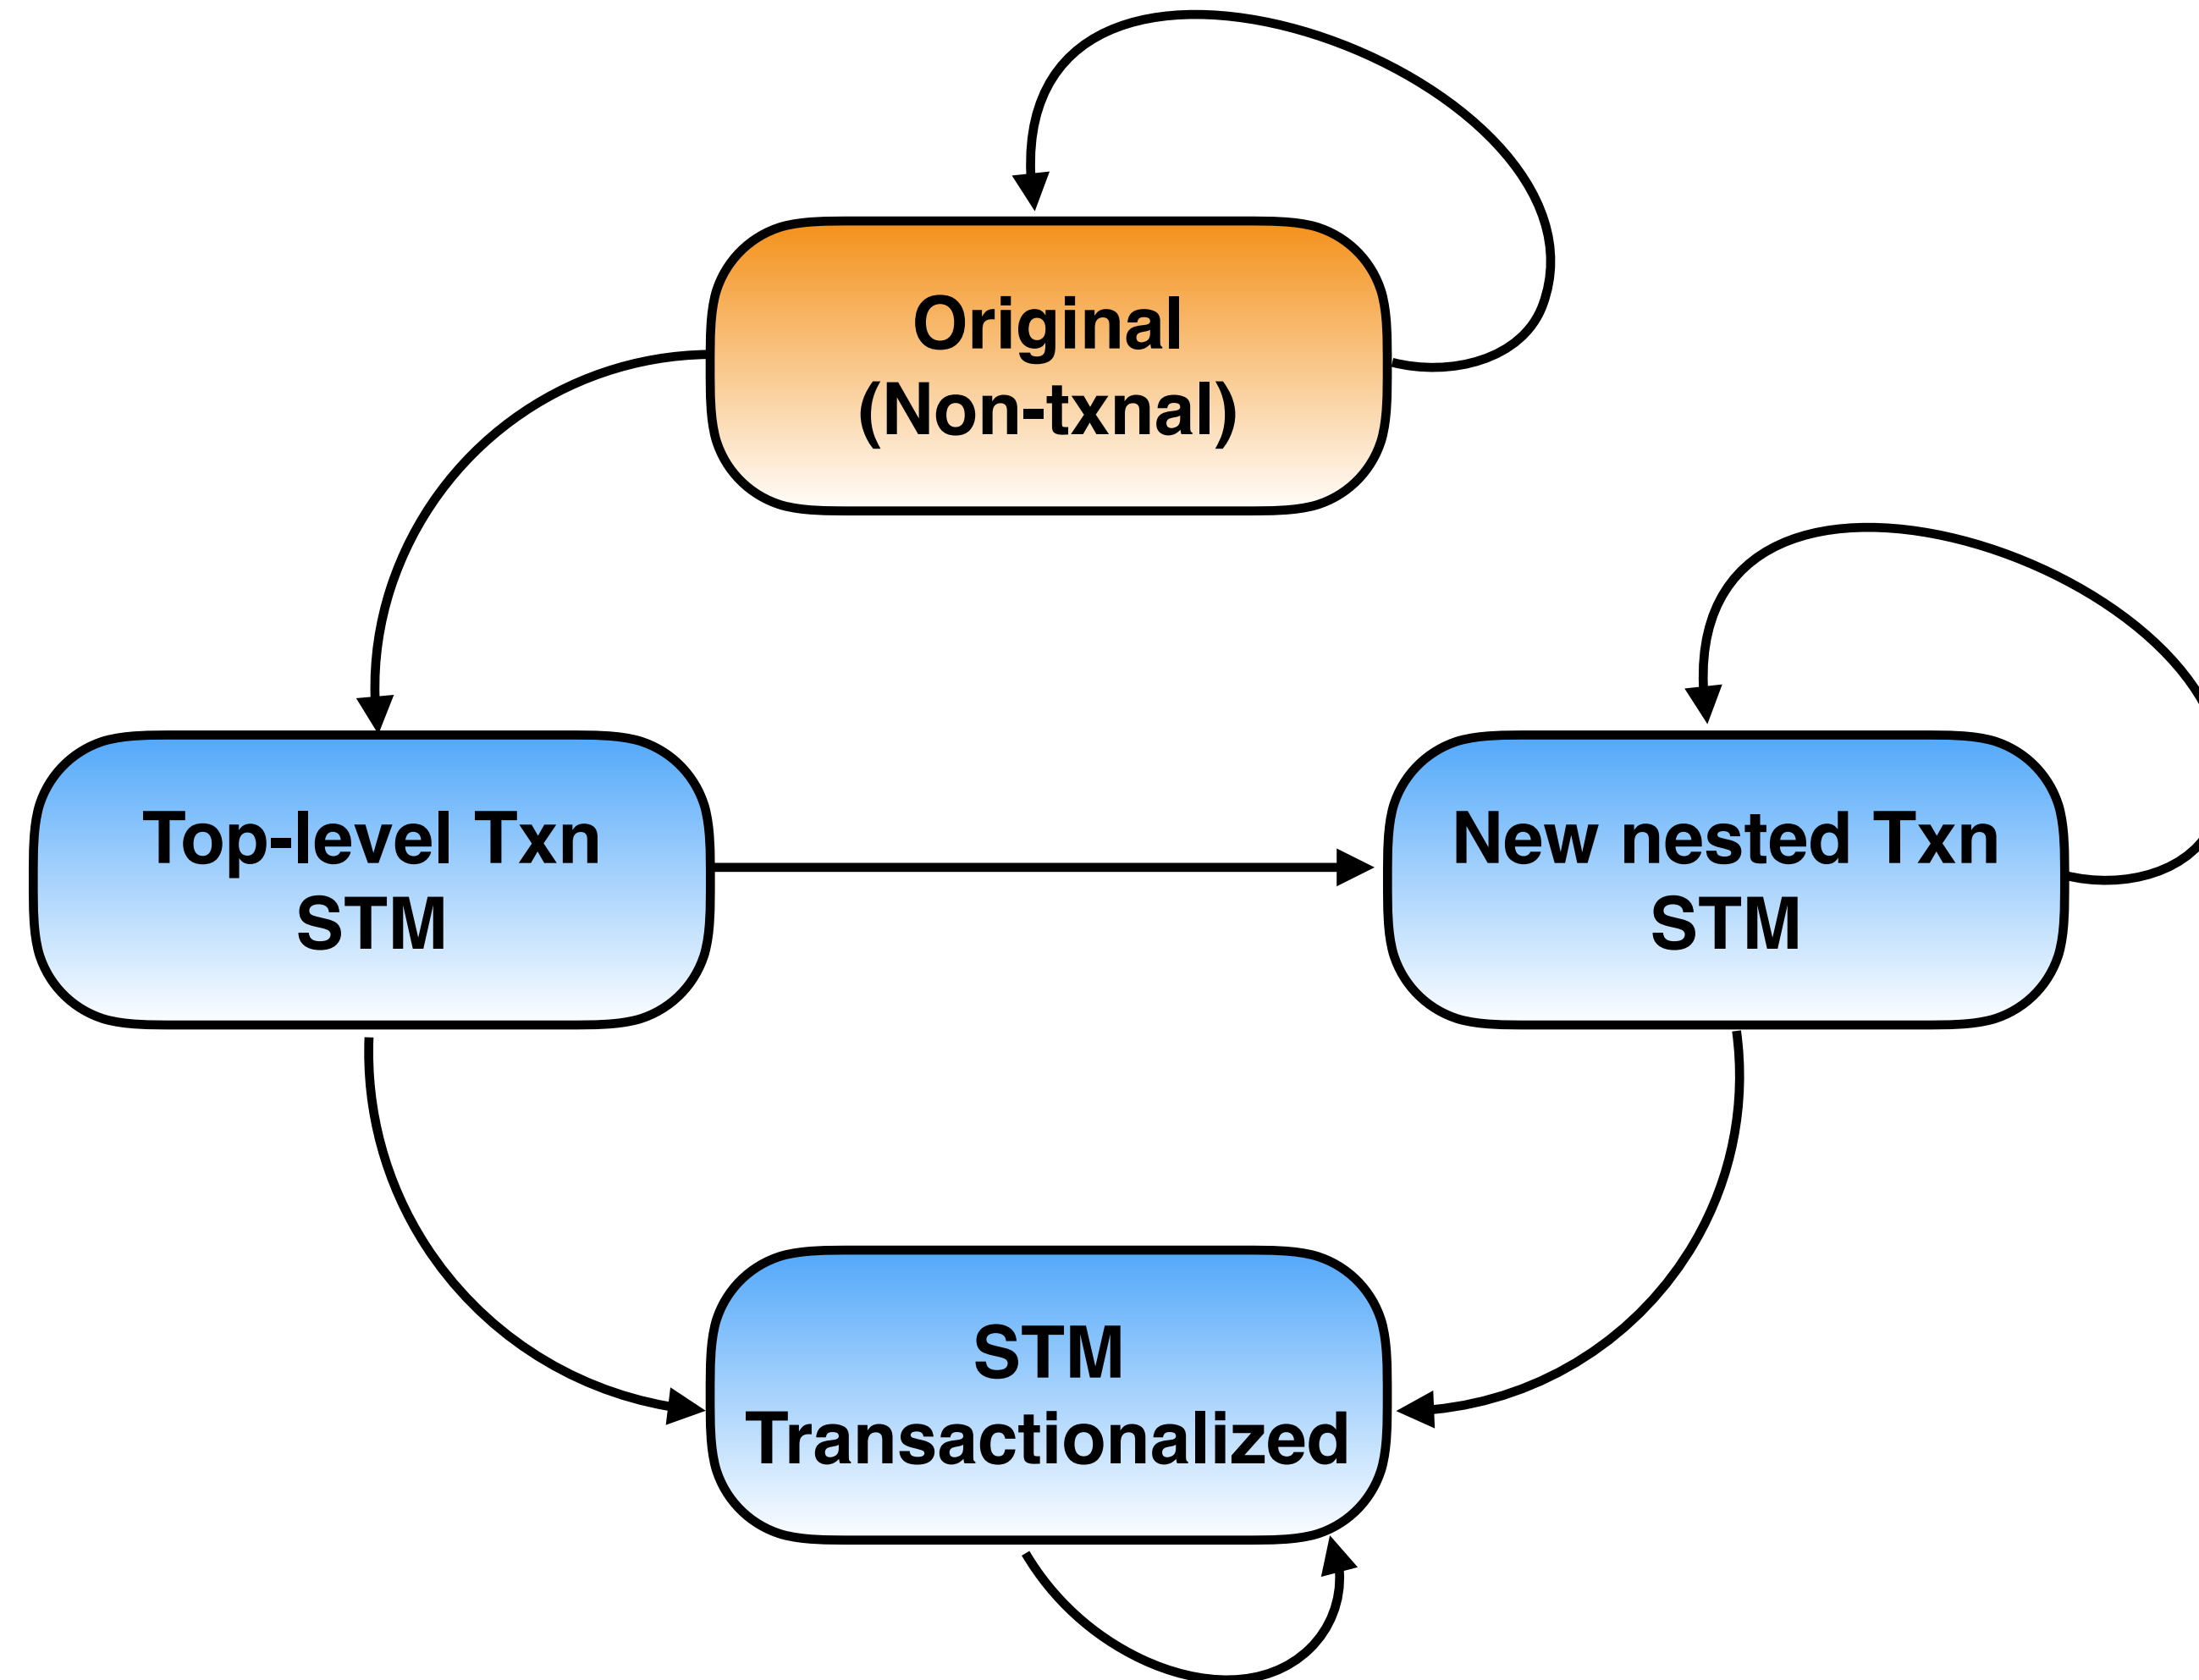 Original
(Non-txnal)
Top-level Txn
STM
New nested Txn
STM
STM
Transactionalized